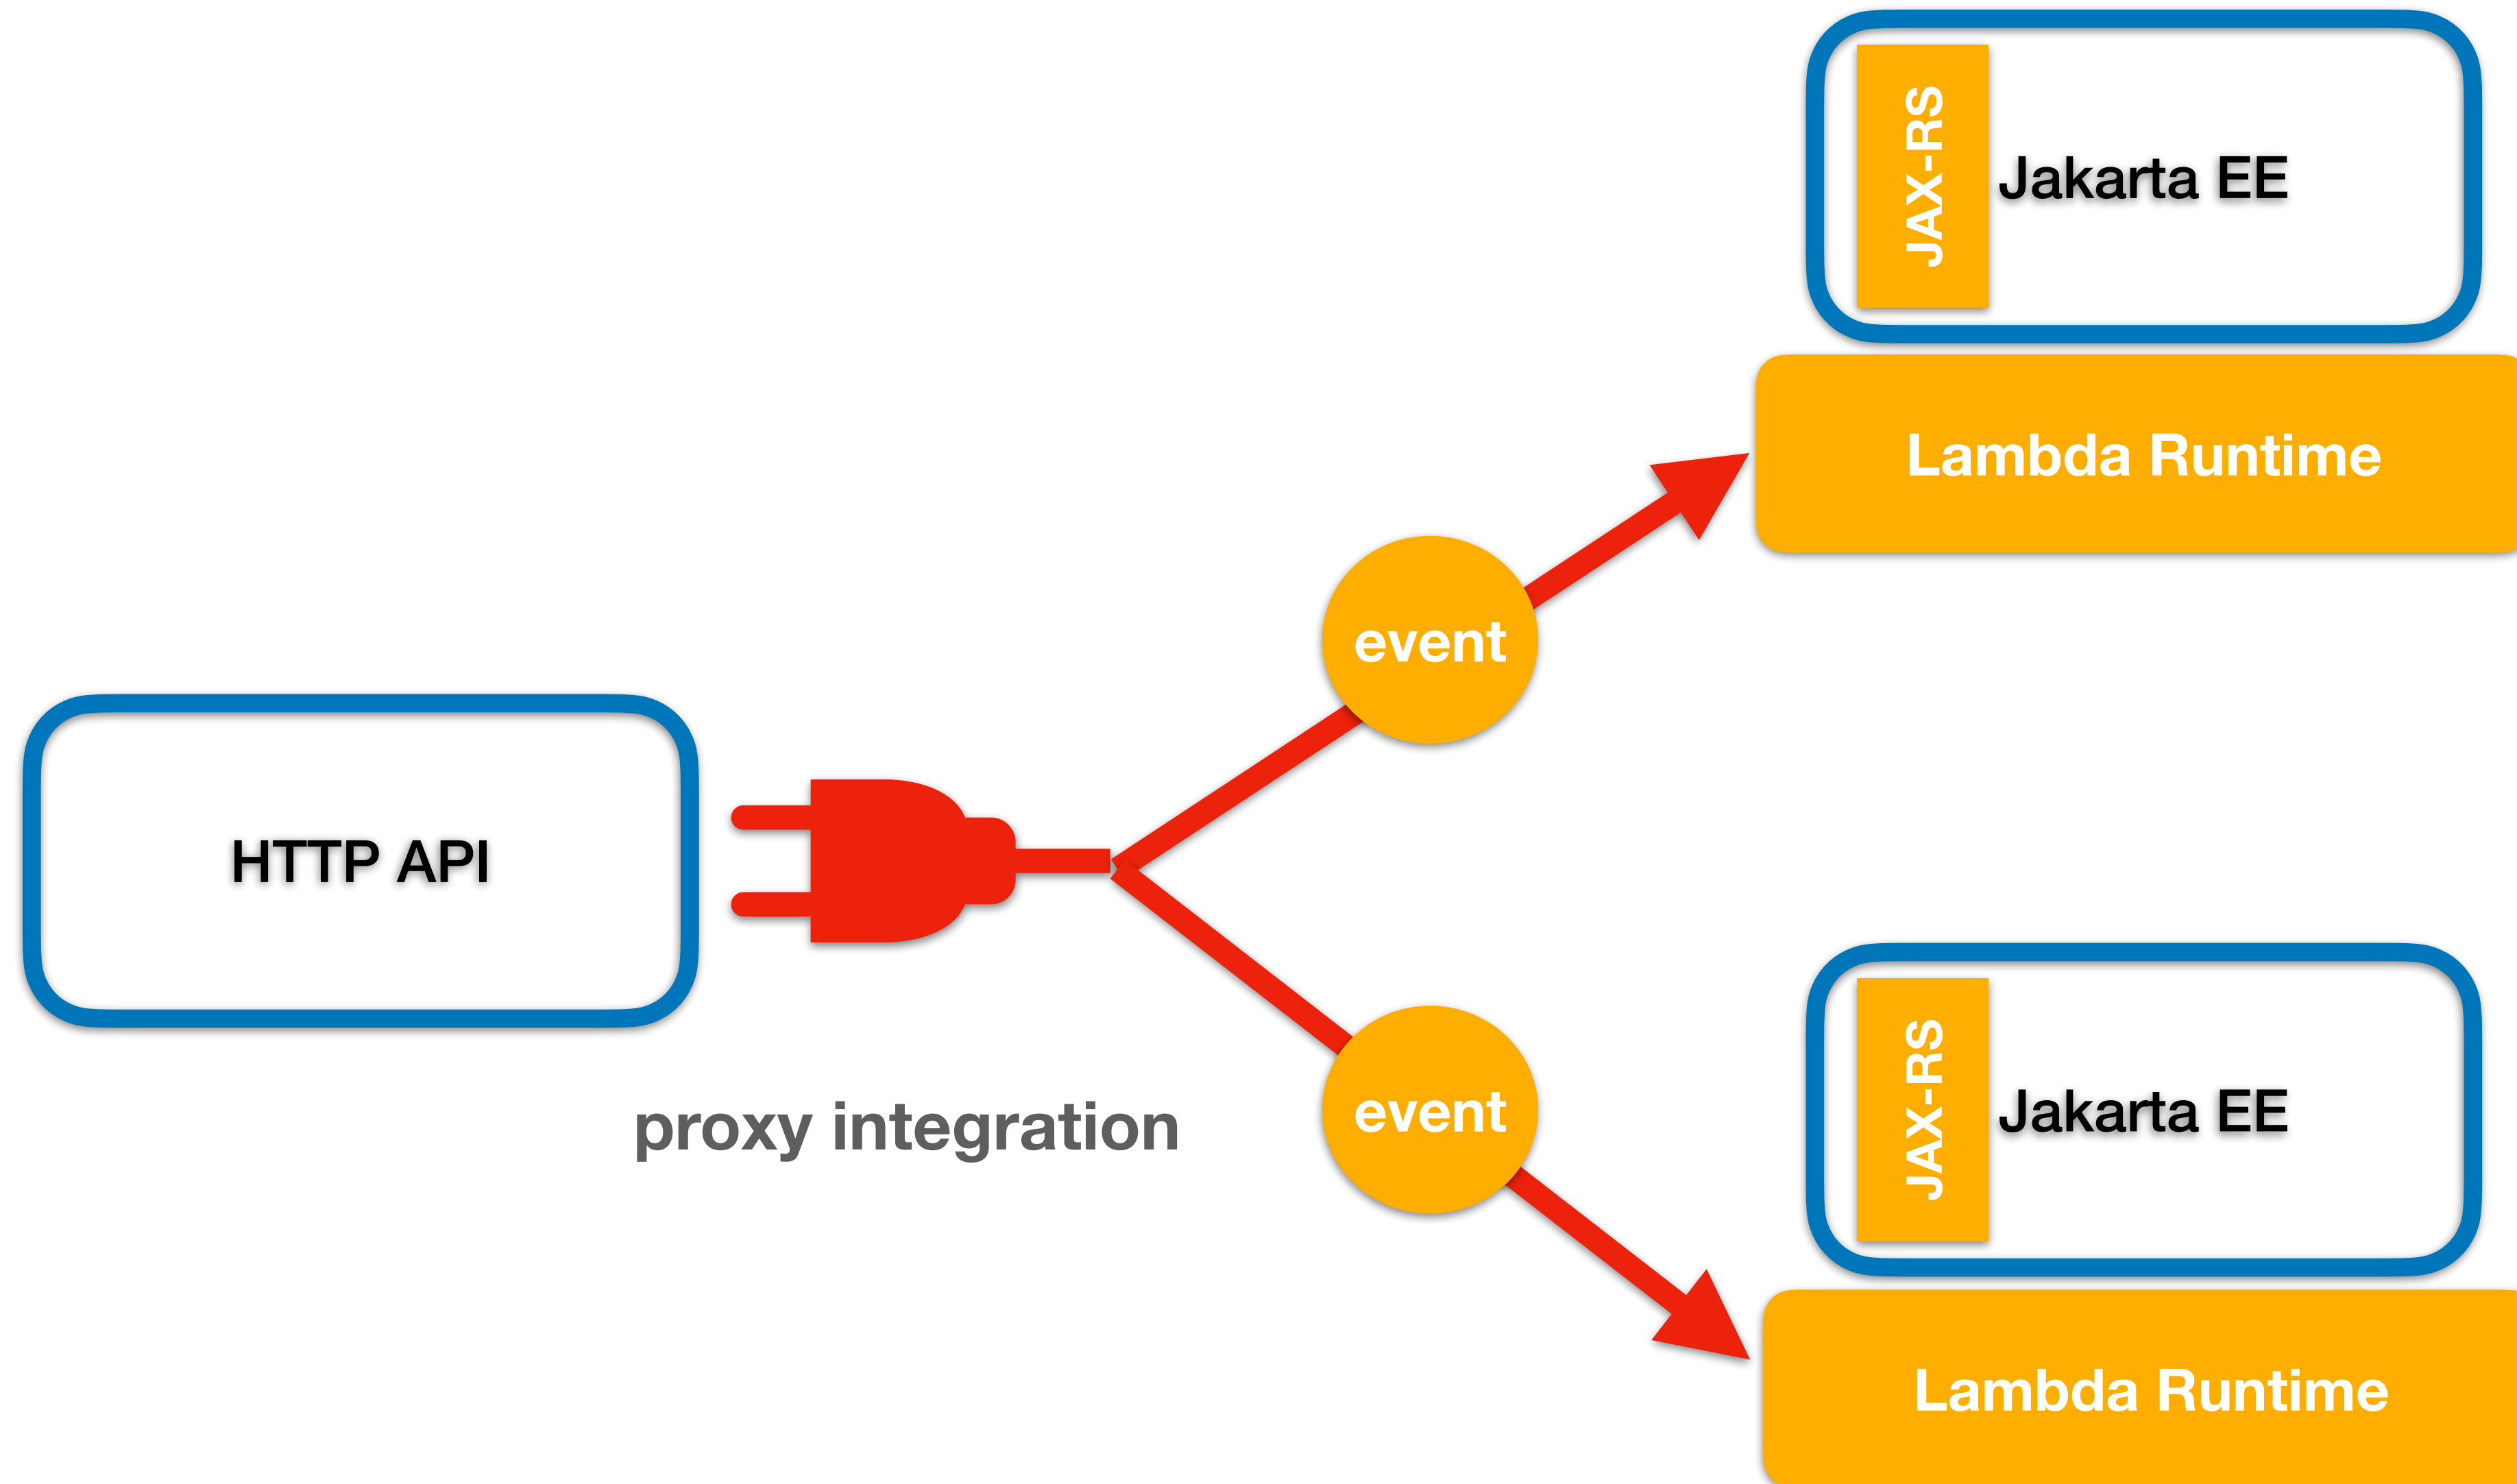 JAX-RS
Jakarta EE
Lambda Runtime
event
HTTP API
proxy integration
event
JAX-RS
Jakarta EE
Lambda Runtime